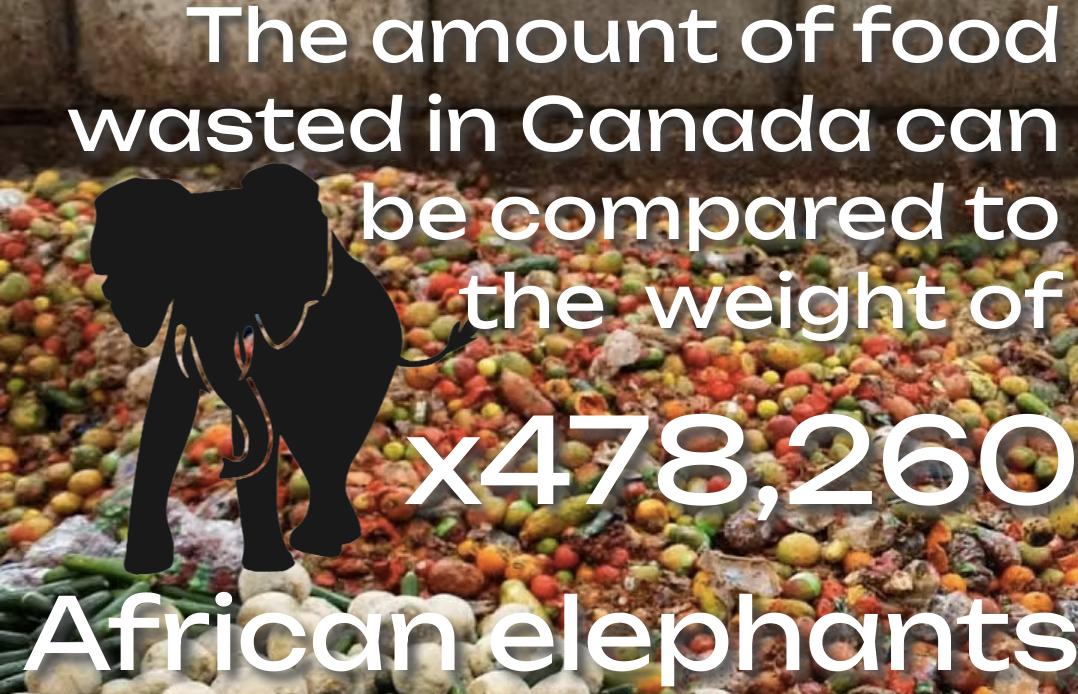 The amount of food
wasted in Canada can
be compared to
the weight of
x478,260
African elephants